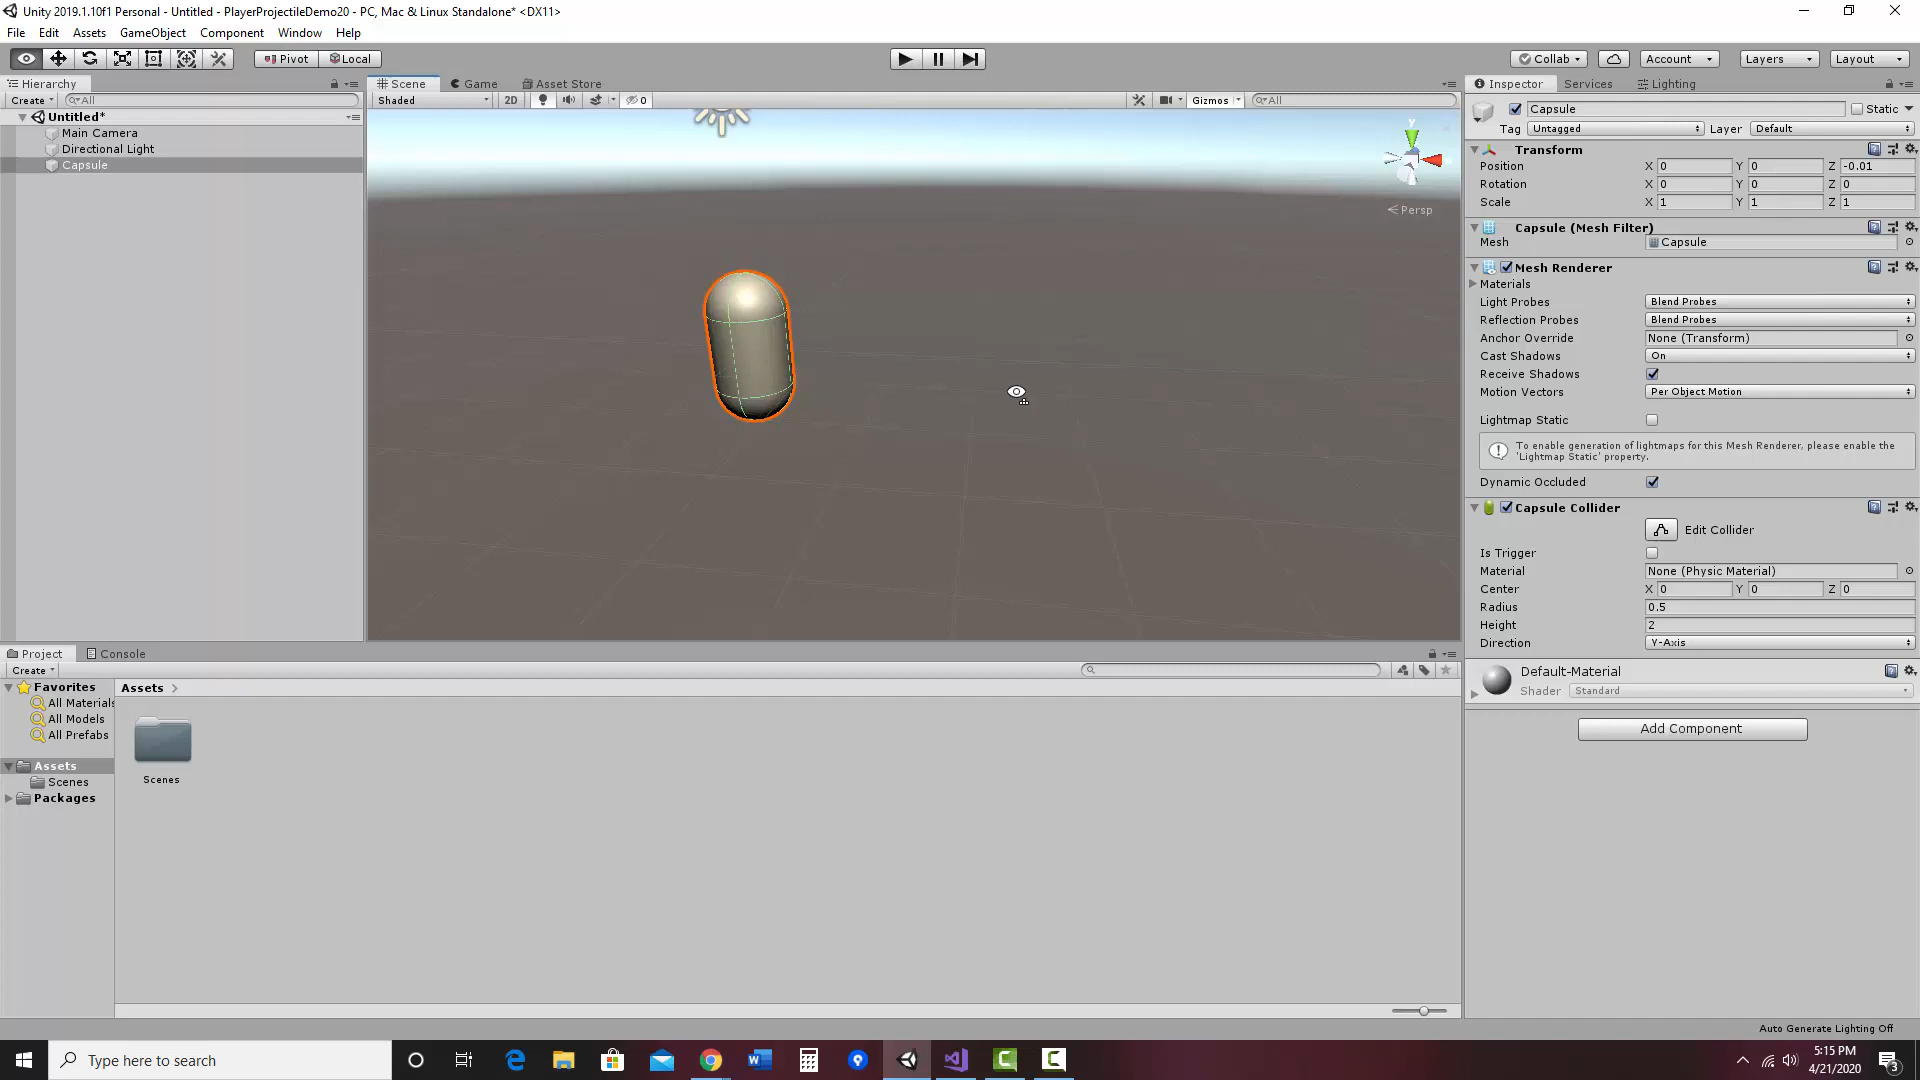 Unity 2019.1.10f1 Personal - Untitled - PlayerProjectileDemo20 - PC, Mac & Linux Standalone* <DX11>
File Edit Assets GameObject Component Window Help
Pivot Local Collab Account Layers Layout
Hierarchy Scene Game Asset Store Inspector Services Lighting
Create All Shaded 2D 0 Gizmos All
Untitled*
Main Camera
Directional Light
Capsule
y
Persp
Capsule Static
Tag Untagged Layer Default
Transform
Position X 0 Y 0 Z -0.01
Rotation X 0 Y 0 Z 0
Scale X 1 Y 1 Z 1
Capsule (Mesh Filter)
Mesh Capsule
Mesh Renderer
Materials
Light Probes Blend Probes
Reflection Probes Blend Probes
Anchor Override None (Transform)
Cast Shadows On
Receive Shadows
Motion Vectors Per Object Motion
Lightmap Static
To enable generation of lightmaps for this Mesh Renderer, please enable the
'Lightmap Static' property.
Dynamic Occluded
Capsule Collider
Edit Collider
Is Trigger
Material None (Physic Material)
Center X 0 Y 0 Z 0
Radius 0.5
Height 2
Direction Y-Axis
Default-Material
Shader Standard
Add Component
Project Console
Create
Favorites
All Materials
All Models
All Prefabs
Assets
Scenes
Packages
Assets
Scenes
Auto Generate Lighting Off
Type here to search
5:15 PM
4/21/2020
3